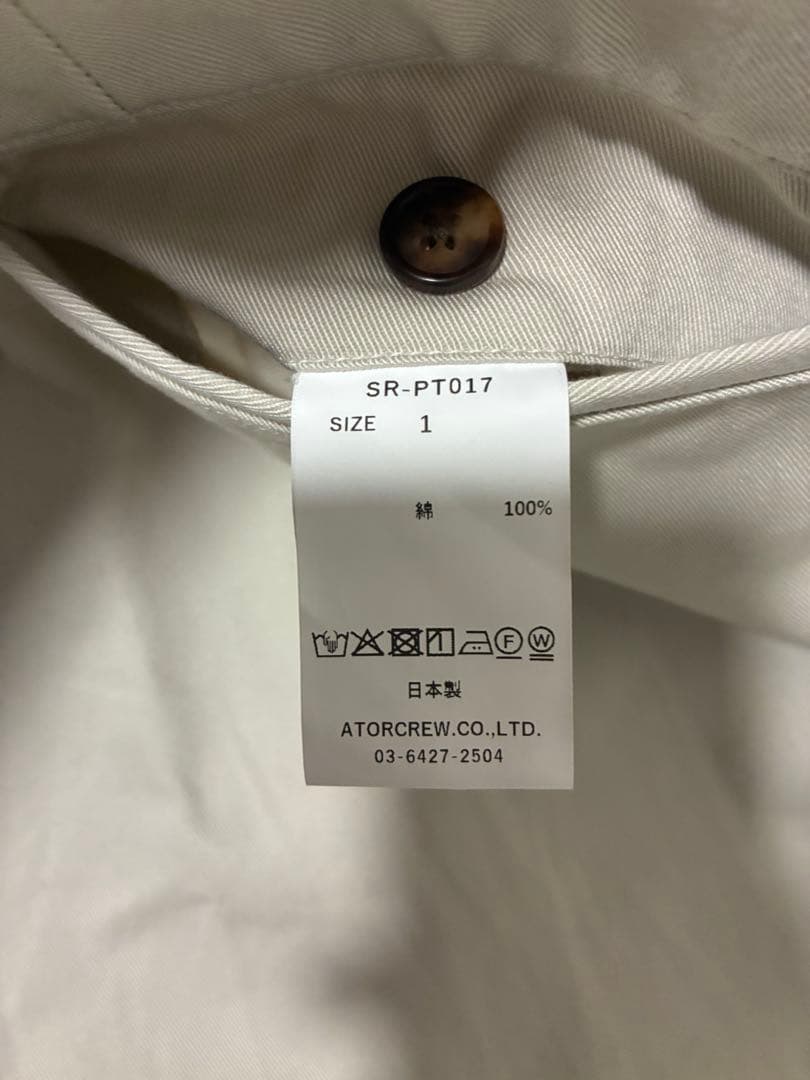 SR-PT017
SIZE 1
綿 100%
F W
日本製
ATORCREW.CO.,LTD.
03-6427-2504